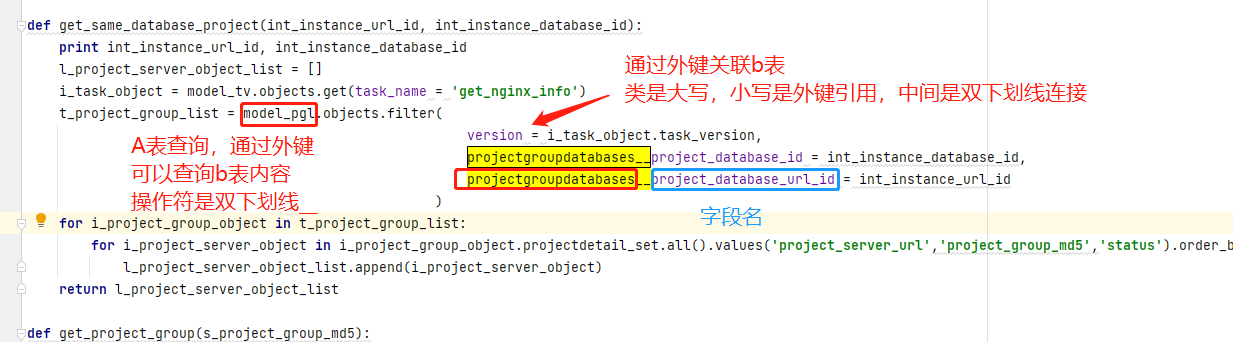 def get_same_database_project(int_instance_url_id, int_instance_database_id):
print int_instance_url_id, int_instance_database_id
l_project_server_object_list = []
通过外键关联b表
i_task_object = model_tv.objects.get(task_name = 'get_nginx_info')
类是大写，小写是外键引用，中间是双下划线连接
t_project_group_list = model_pgl.objects.filter(
version = i_task_object.task_version,
A表查询，通过外键
projectgroupdatabases__project_database_id = int_instance_database_id,
可以查询b表内容
projectgroupdatabases__project_database_url_id = int_instance_url_id
操作符是双下划线__
)
字段名
for i_project_group_object in t_project_group_list:
for i_project_server_object in i_project_group_object.projectdetail_set.all().values('project_server_url','project_group_md5','status').order_b
l_project_server_object_list.append(i_project_server_object)
return l_project_server_object_list
def get_project_group(s_project_group_md5):